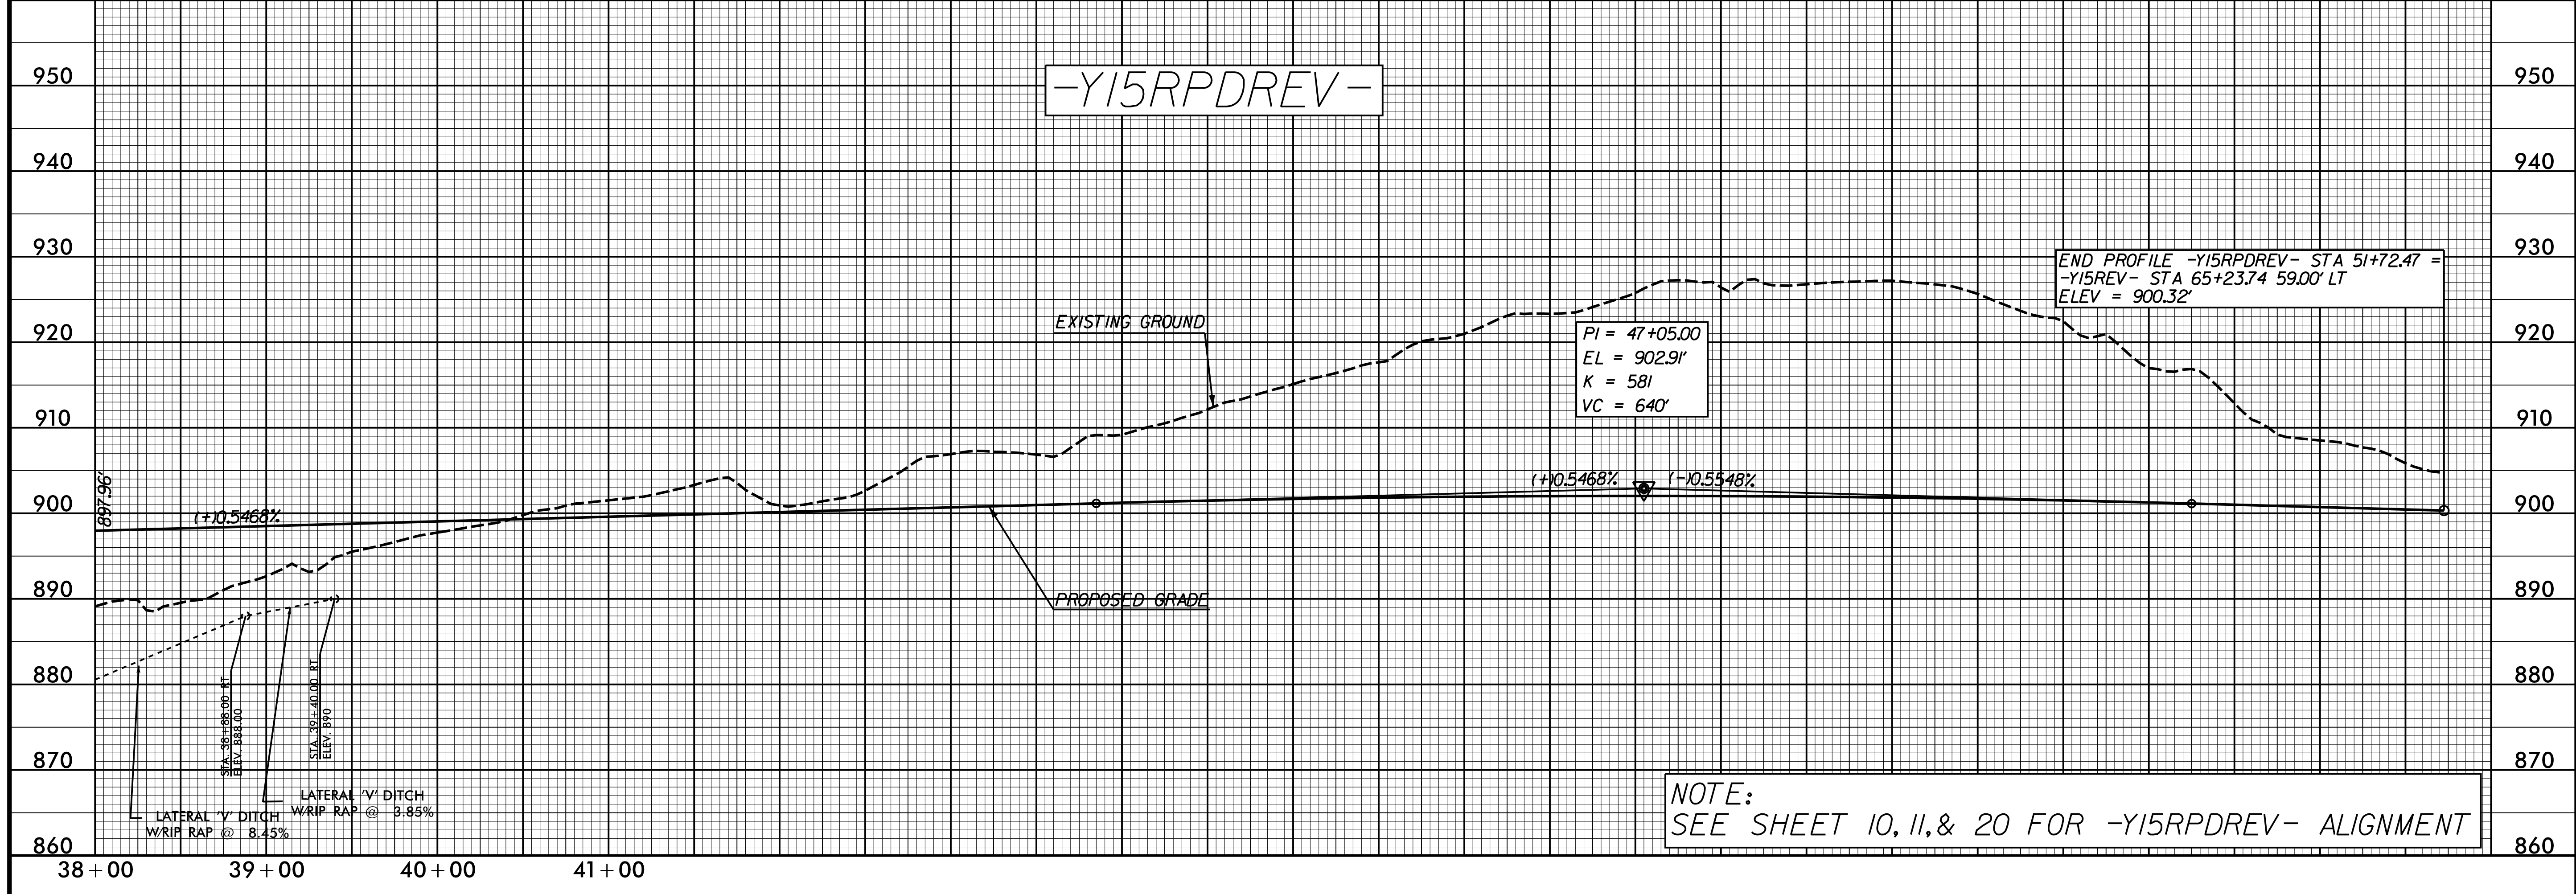 -Y15RPDREV-
950 950
940 940
930 930
920 920
910 910
900 900
890 890
880 880
870 870
860 860
END PROFILE -Y15RPDREV- STA 51+72.47 =
-Y15REV- STA 65+23.74 59.00' LT
ELEV = 900.32'
EXISTING GROUND
PI = 47+05.00
EL = 902.91'
K = 581
VC = 640'
(+)0.5468% (-)0.5548%
897.96'
(+)0.5468%
PROPOSED GRADE
STA. 38+88.00 RT
ELEV. 888.00
STA. 39+40.00 RT
ELEV. 890
LATERAL 'V' DITCH
W/RIP RAP @ 3.85%
LATERAL 'V' DITCH
W/RIP RAP @ 8.45%
NOTE:
SEE SHEET 10, 11, & 20 FOR -Y15RPDREV- ALIGNMENT
38+00 39+00 40+00 41+00